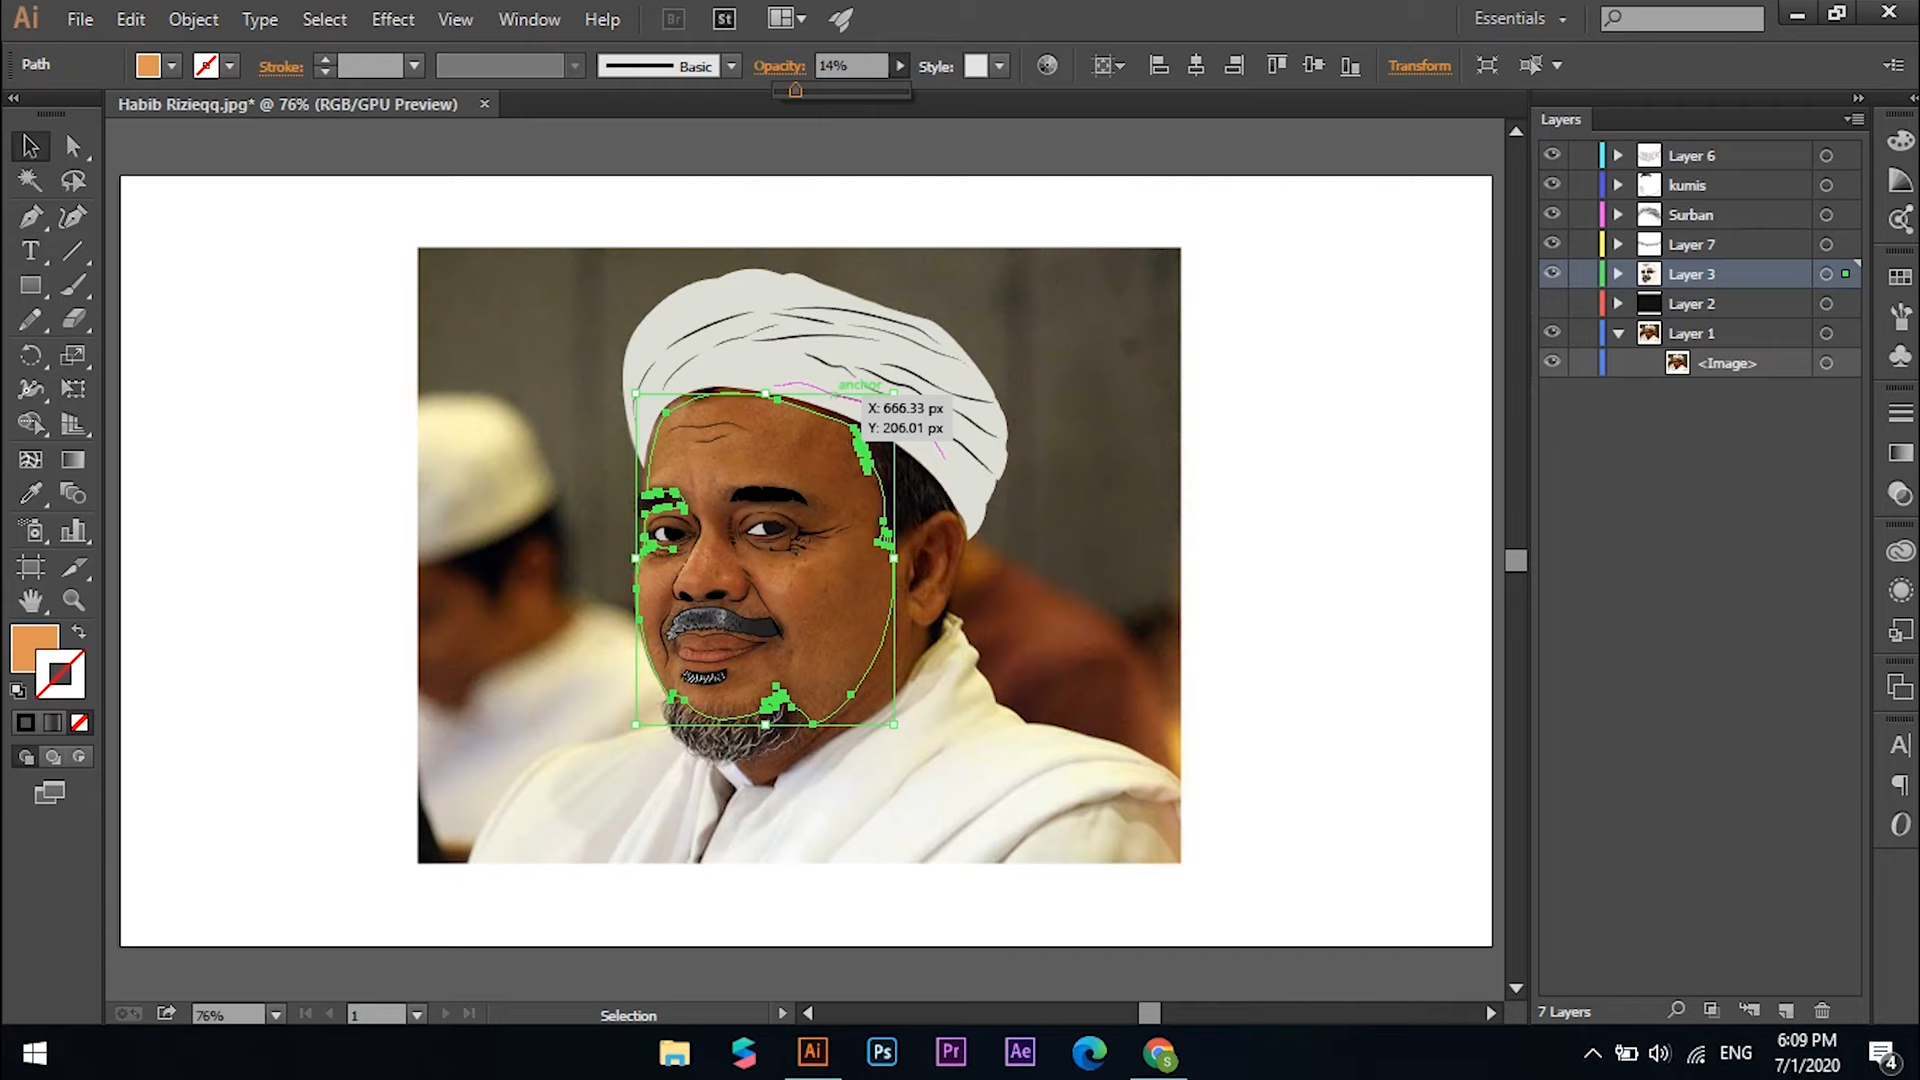 Ai File Edit Object Type Select Effect View Window Help Br St Essentials
Path Stroke: Basic Opacity: 14% Style: Transform
Habib Rizieqq.jpg* @ 76% (RGB/GPU Preview) ×
Layers
Layer 6
kumis
Surban
Layer 7
Layer 3
Layer 2
Layer 1
<Image>
anchor
X: 666.33 px
Y: 206.01 px
76% 1 Selection
7 Layers
Ai Ps Pr Ae
ENG
6:09 PM
7/1/2020
4